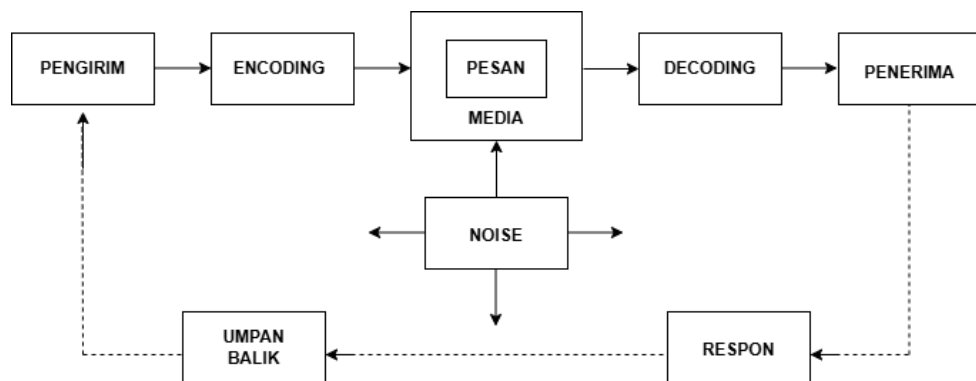 PENGIRIM
ENCODING
PESAN
MEDIA
DECODING
PENERIMA
NOISE
UMPAN
BALIK
RESPON